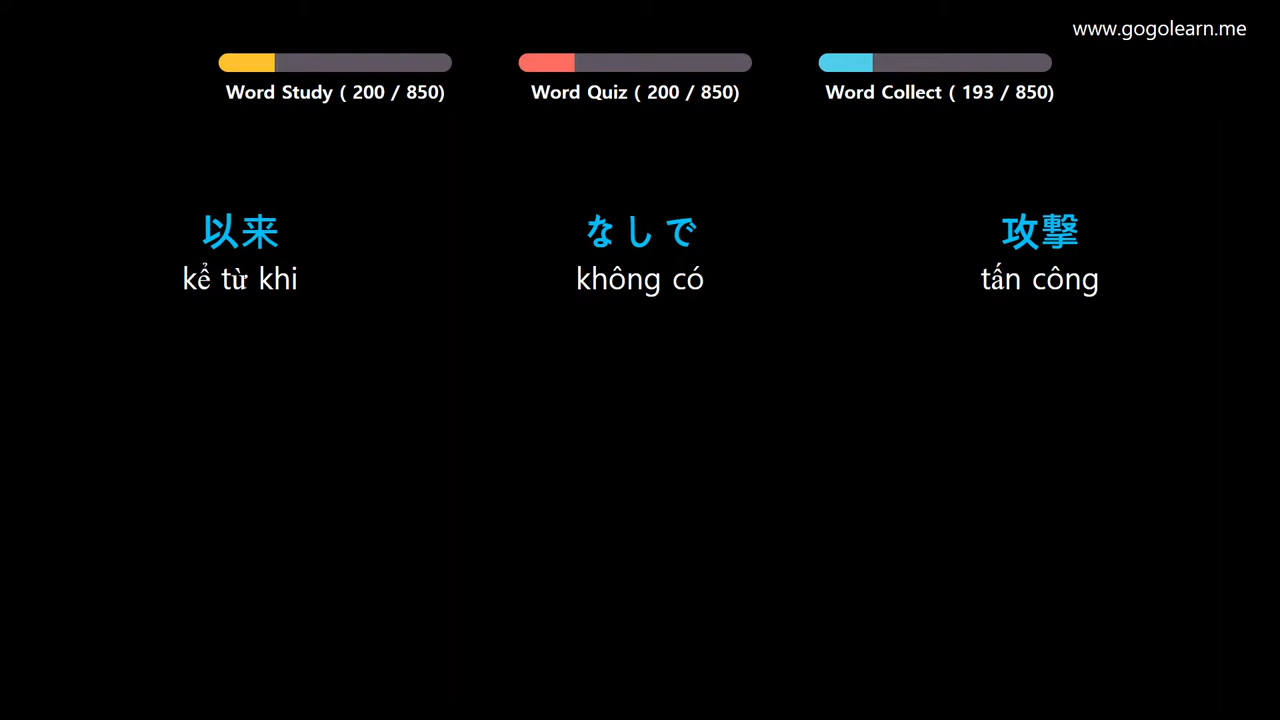 www.gogolearn.me
Word Study ( 200 / 850)
Word Quiz ( 200 / 850)
Word Collect ( 193 / 850)
以来
kể từ khi
なしで
không có
攻撃
tấn công